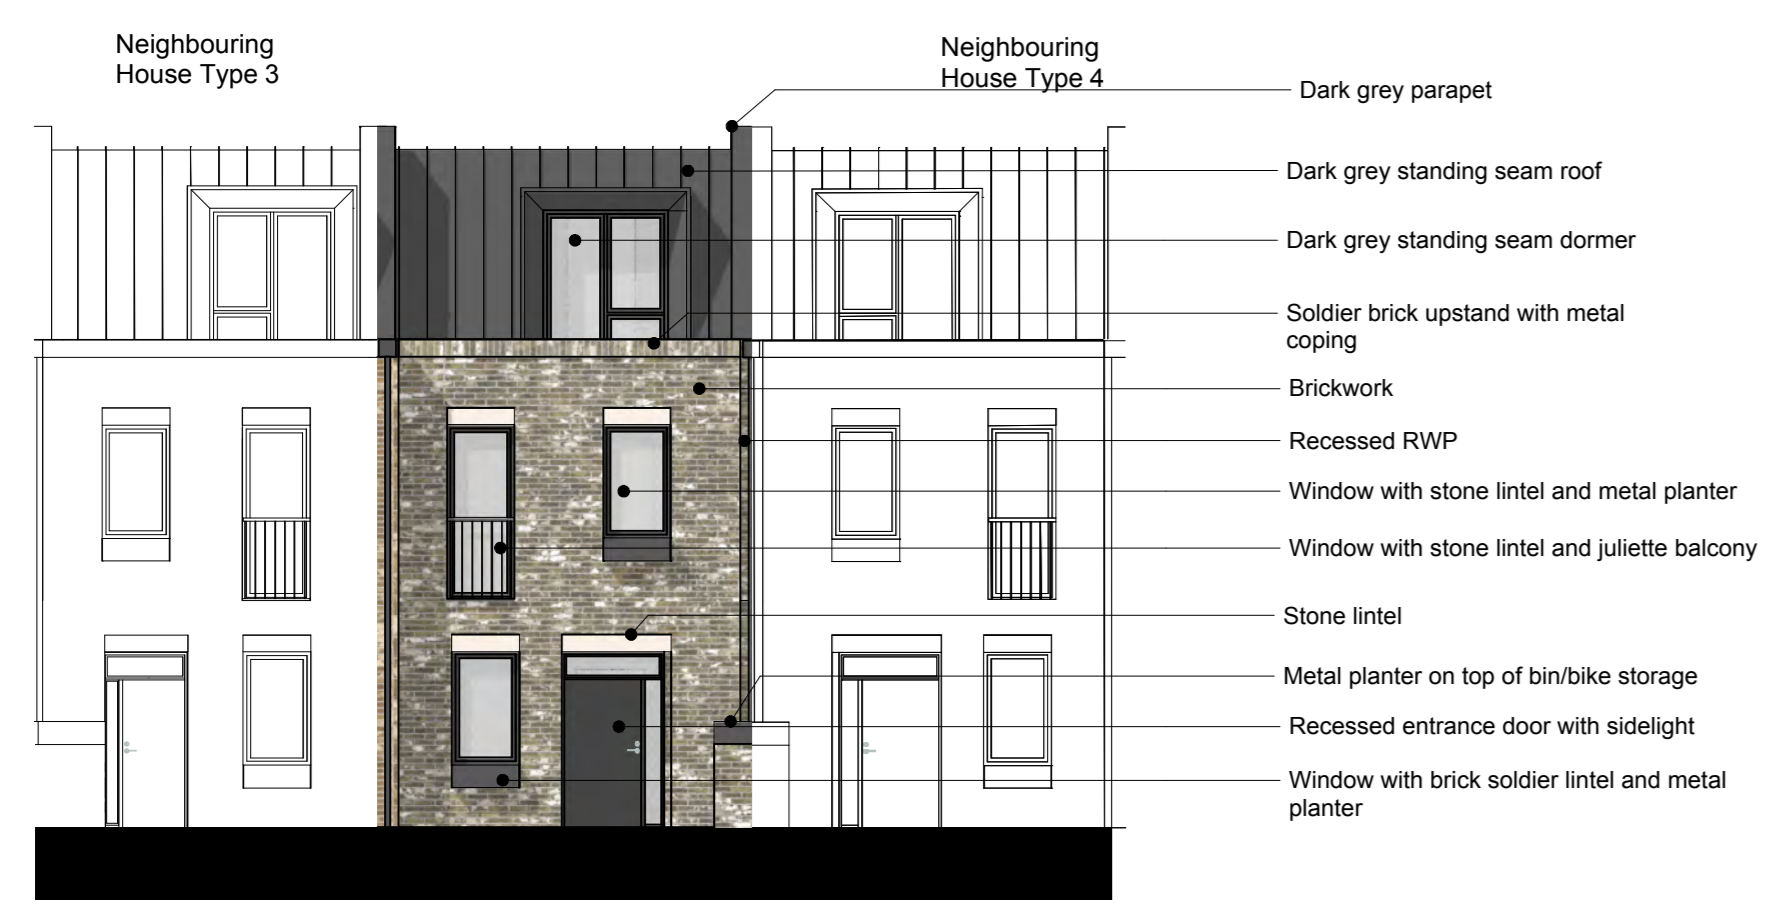 Neighbouring
House Type 3
Neighbouring
House Type 4
Dark grey parapet
Dark grey standing seam roof
Dark grey standing seam dormer
Soldier brick upstand with metal
coping
Brickwork
Recessed RWP
Window with stone lintel and metal planter
Window with stone lintel and juliette balcony
Stone lintel
Metal planter on top of bin/bike storage
Recessed entrance door with sidelight
Window with brick soldier lintel and metal
planter